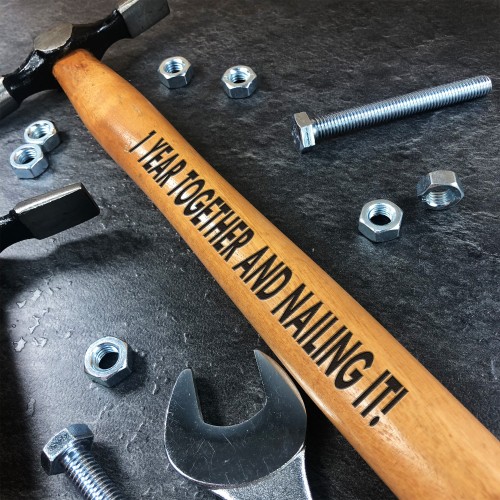 1 YEAR TOGETHER AND NAILING IT!